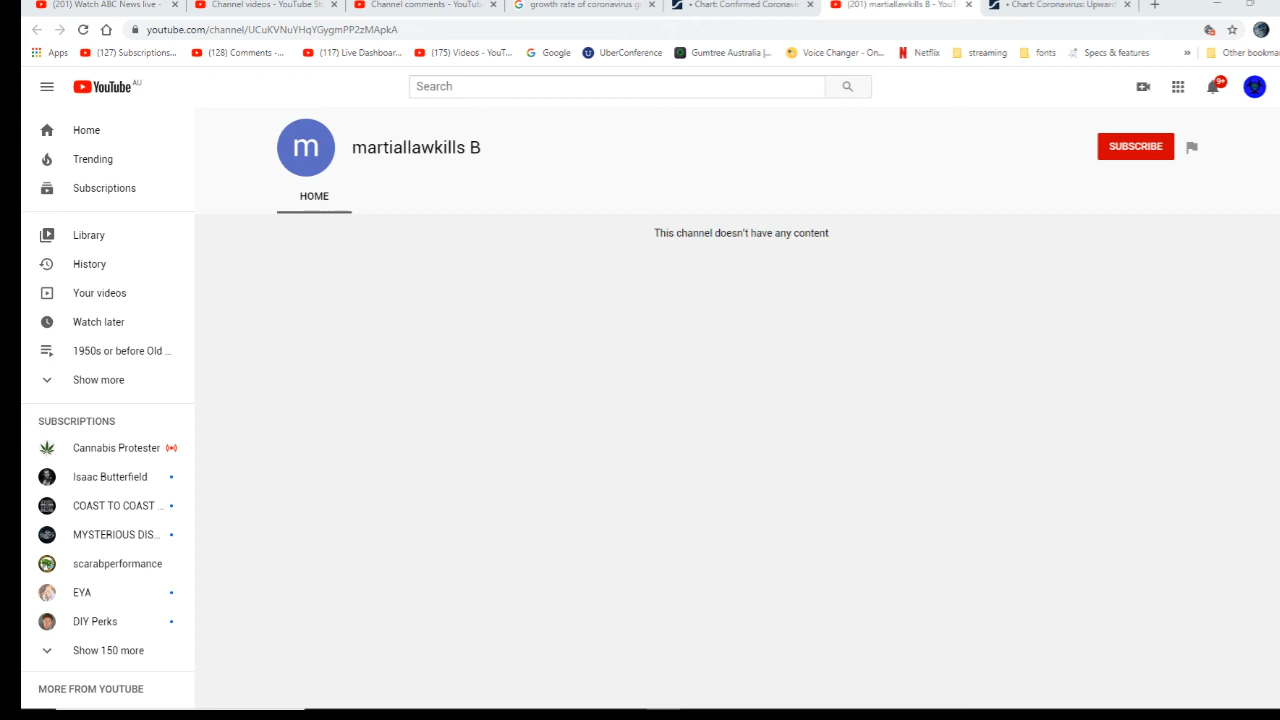 (201) Watch ABC News live - Channel videos - YouTube St Channel comments - YouTube growth rate of coronavirus g • Chart: Confirmed Coronavir (201) martiallawkills B - YouT • Chart: Coronavirus: Upward
youtube.com/channel/UCuKVNuYHqYGygmPP2zMApkA
Apps (127) Subscriptions... (128) Comment -... (117) Live Dashboar... (175) Videos - YouT... Google UberConference Gumtree Australia |... Voice Changer - On... Netflix streaming fonts Specs & features » Other bookma
YouTube AU Search 9+
Home
Trending
Subscriptions
martiallawkills B
SUBSCRIBE
HOME
This channel doesn't have any content
Library
History
Your videos
Watch later
1950s or before Old ...
Show more
SUBSCRIPTIONS
Cannabis Protester
Isaac Butterfield
COAST TO COAST ...
MYSTERIOUS DIS...
scarabperformance
EYA
DIY Perks
Show 150 more
MORE FROM YOUTUBE
m